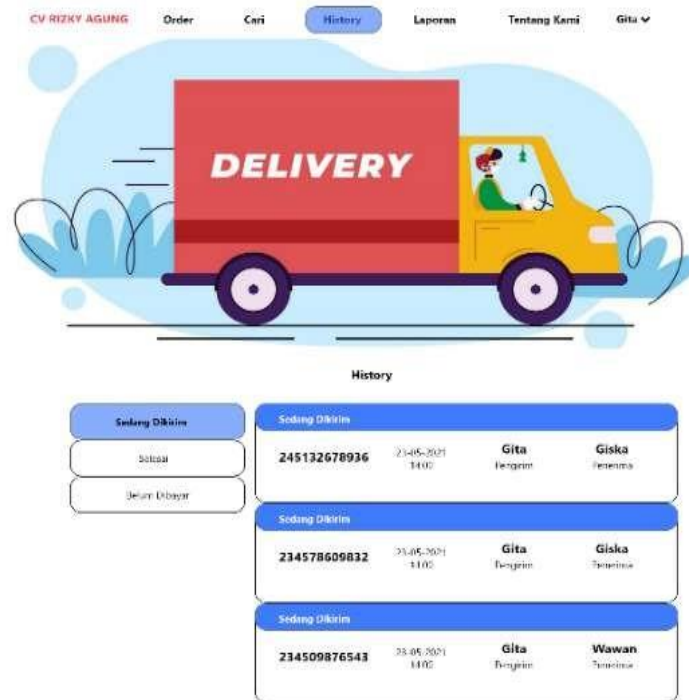 CV RIZKY AGUNG Order Cari History Laporan Tentang Kami Gita
DELIVERY
History
Sedang Dikirim
Selesai
Belum Dibayar
Sedang Dikirim
245132678936 23-05-2021 Gita Giska
14:00 Pengirim Penerima
Sedang Dikirim
234578609832 23-05-2021 Gita Giska
14:00 Pengirim Penerima
Sedang Dikirim
234509876543 23-05-2021 Gita Wawan
14:00 Pengirim Penerima